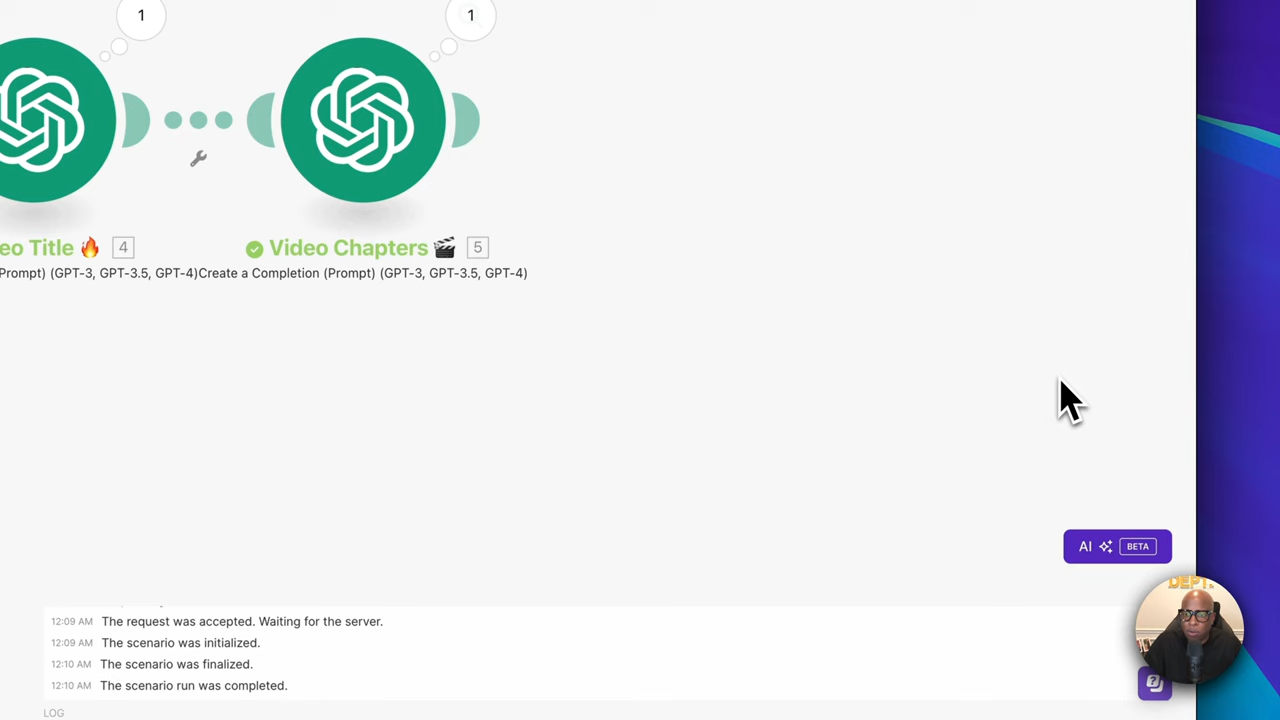 1
1
eo Title 🔥 4
Video Chapters 🎬 5
Prompt) (GPT-3, GPT-3.5, GPT-4)
Create a Completion (Prompt) (GPT-3, GPT-3.5, GPT-4)
AI BETA
DEPT.
12:09 AM The request was accepted. Waiting for the server.
12:09 AM The scenario was initialized.
12:10 AM The scenario was finalized.
12:10 AM The scenario run was completed.
?
LOG